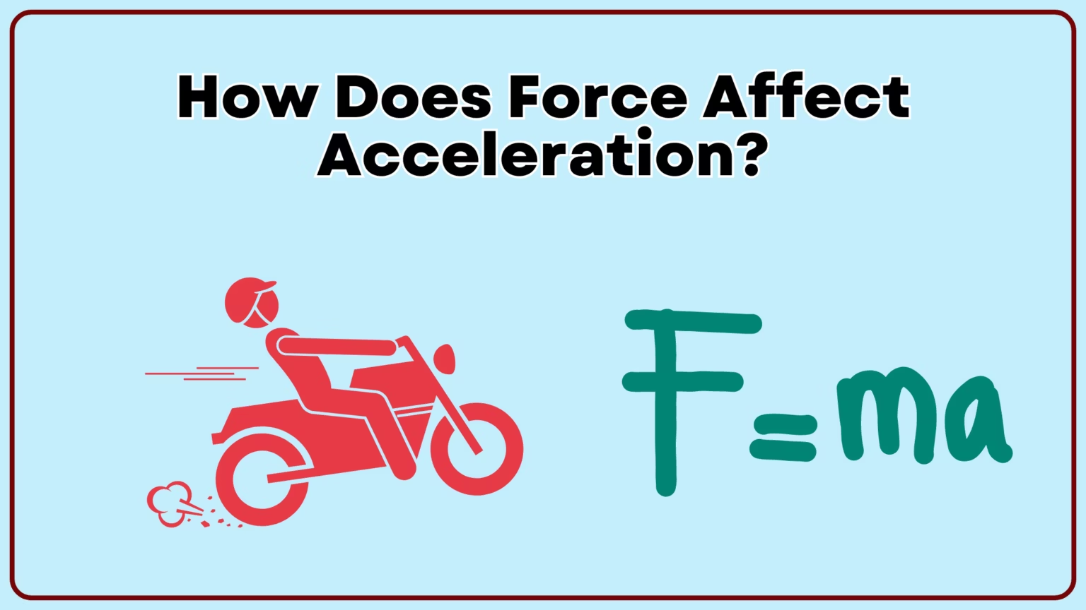 How Does Force Affect
Acceleration?
F=ma